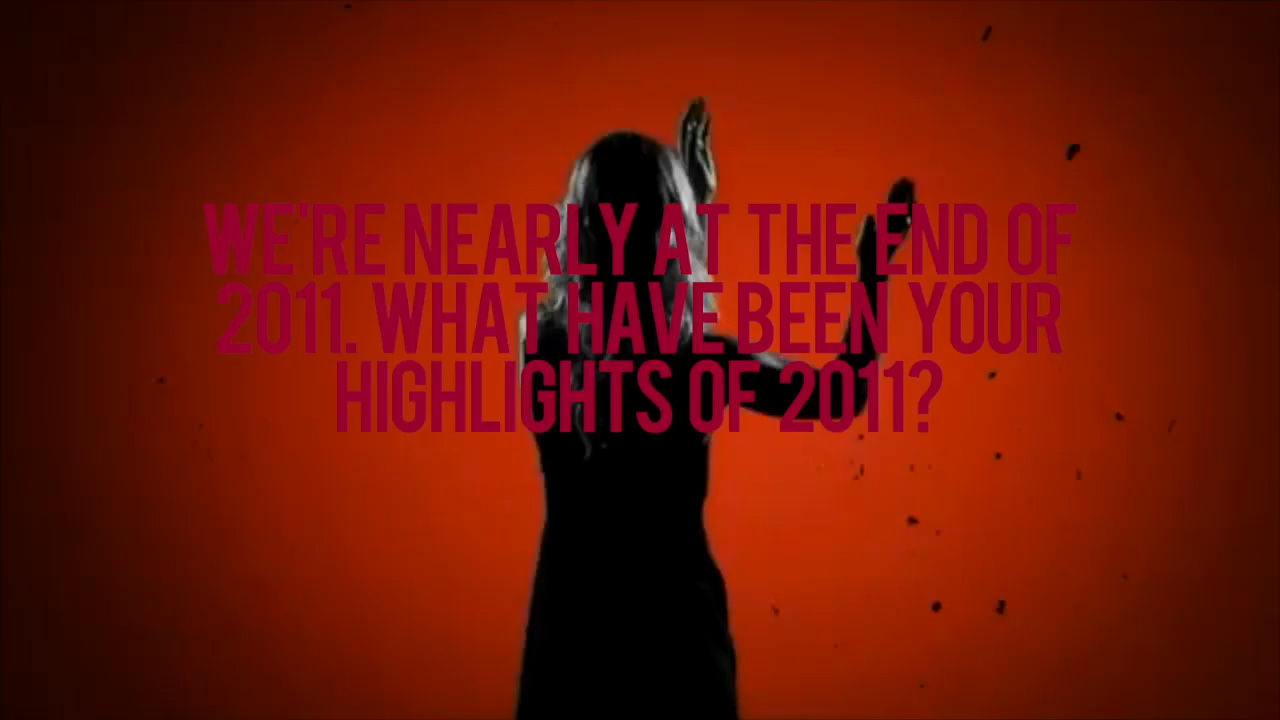 WE'RE NEARLY AT THE END OF
2011. WHAT HAVE BEEN YOUR
HIGHLIGHTS OF 2011?